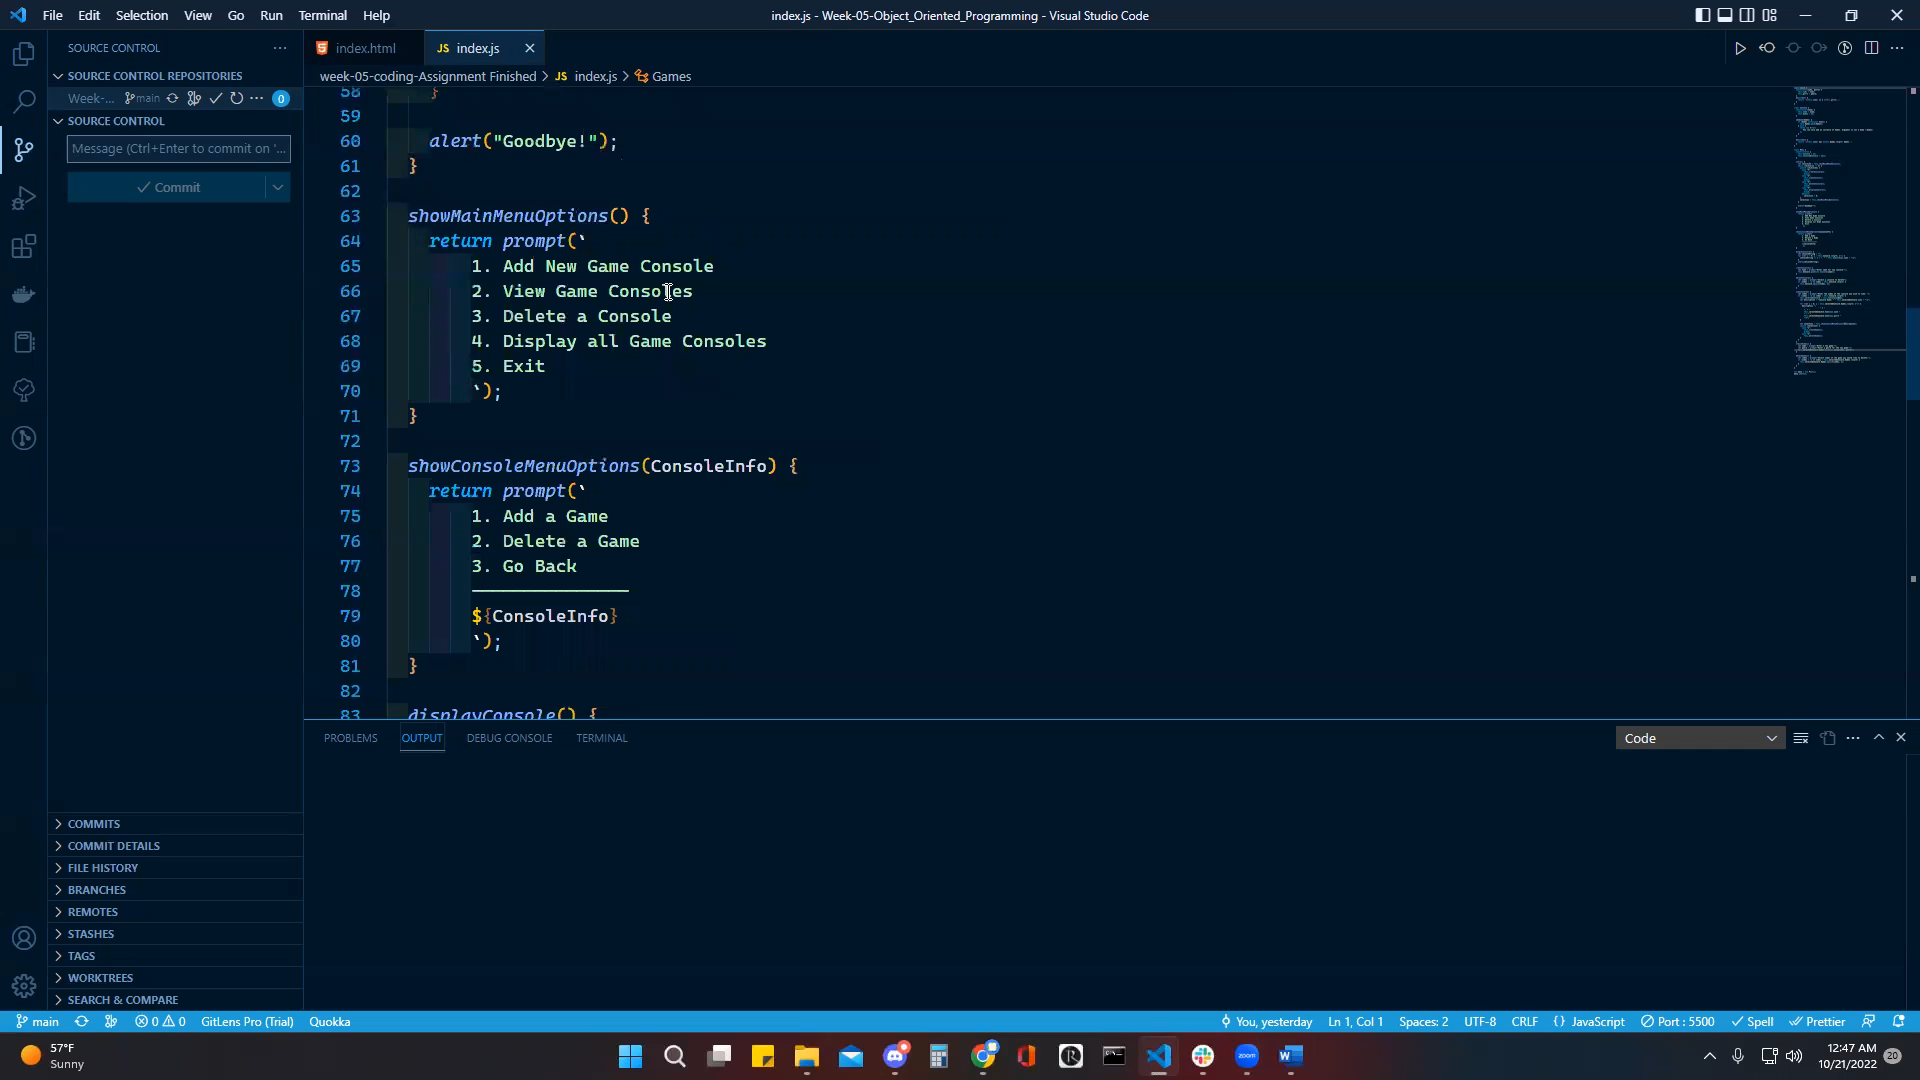 File Edit Selection View Go Run Terminal Help
index.js - Week-05-Object_Oriented_Programming - Visual Studio Code
SOURCE CONTROL
SOURCE CONTROL REPOSITORIES
Week-... main 0
SOURCE CONTROL
Message (Ctrl+Enter to commit on '...
Commit
COMMITS
COMMIT DETAILS
FILE HISTORY
BRANCHES
REMOTES
STASHES
TAGS
WORKTREES
SEARCH & COMPARE
index.html JS index.js
week-05-coding-Assignment Finished > JS index.js > Games
58 }
59
60 alert("Goodbye!");
61 }
62
63 showMainMenuOptions() {
64 return prompt(`
65 1. Add New Game Console
66 2. View Game Consoles
67 3. Delete a Console
68 4. Display all Game Consoles
69 5. Exit
70 `);
71 }
72
73 showConsoleMenuOptions(ConsoleInfo) {
74 return prompt(`
75 1. Add a Game
76 2. Delete a Game
77 3. Go Back
78 ---------------
79 ${ConsoleInfo}
80 `);
81 }
82
83 displayConsole() {
PROBLEMS OUTPUT DEBUG CONSOLE TERMINAL
Code
main 0 0 GitLens Pro (Trial) Quokka
You, yesterday Ln 1, Col 1 Spaces: 2 UTF-8 CRLF {} JavaScript Port : 5500 Spell Prettier
57°F
Sunny
zoom
12:47 AM
10/21/2022
20